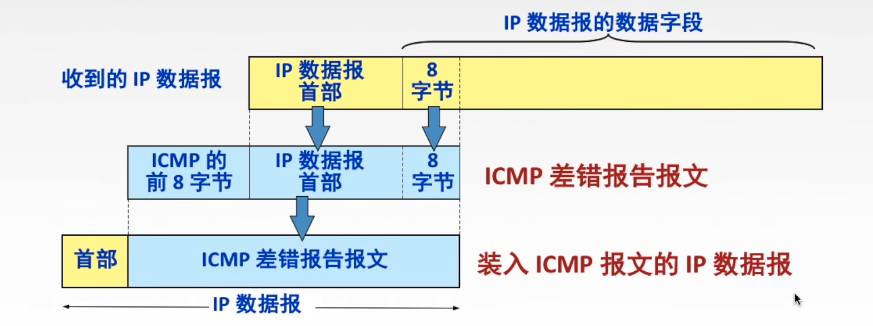 IP 数据报的数据字段
收到的 IP 数据报
IP 数据报
首部
8
字节
ICMP 的
前 8 字节
IP 数据报
首部
8
字节
ICMP 差错报告报文
首部
ICMP 差错报告报文
装入 ICMP 报文的 IP 数据报
IP 数据报